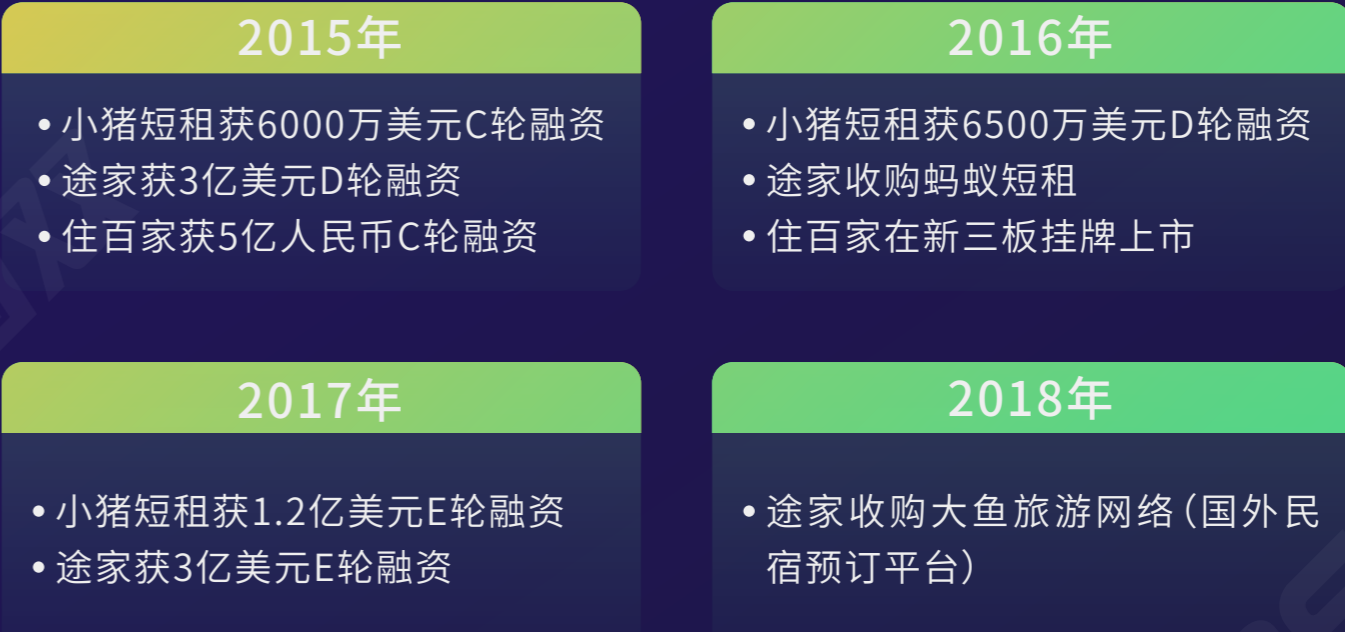 2015年
• 小猪短租获6000万美元C轮融资
• 途家获3亿美元D轮融资
• 住百家获5亿人民币C轮融资
2016年
• 小猪短租获6500万美元D轮融资
• 途家收购蚂蚁短租
• 住百家在新三板挂牌上市
2017年
• 小猪短租获1.2亿美元E轮融资
• 途家获3亿美元E轮融资
2018年
• 途家收购大鱼旅游网络(国外民
宿预订平台)